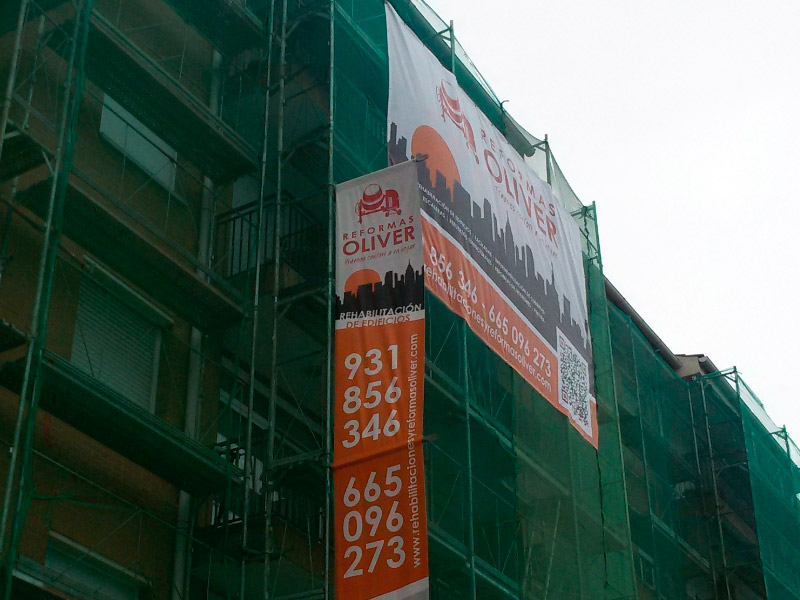 REFORMAS
OLIVER
REHABILITACIÓN
DE EDIFICIOS
931
856
346
665
096
273
www.rehabilitacionesyreformasoliver.com
REFORMAS
OLIVER
856 346 - 665 096 273
rehabilitacionesyreformasoliver.com